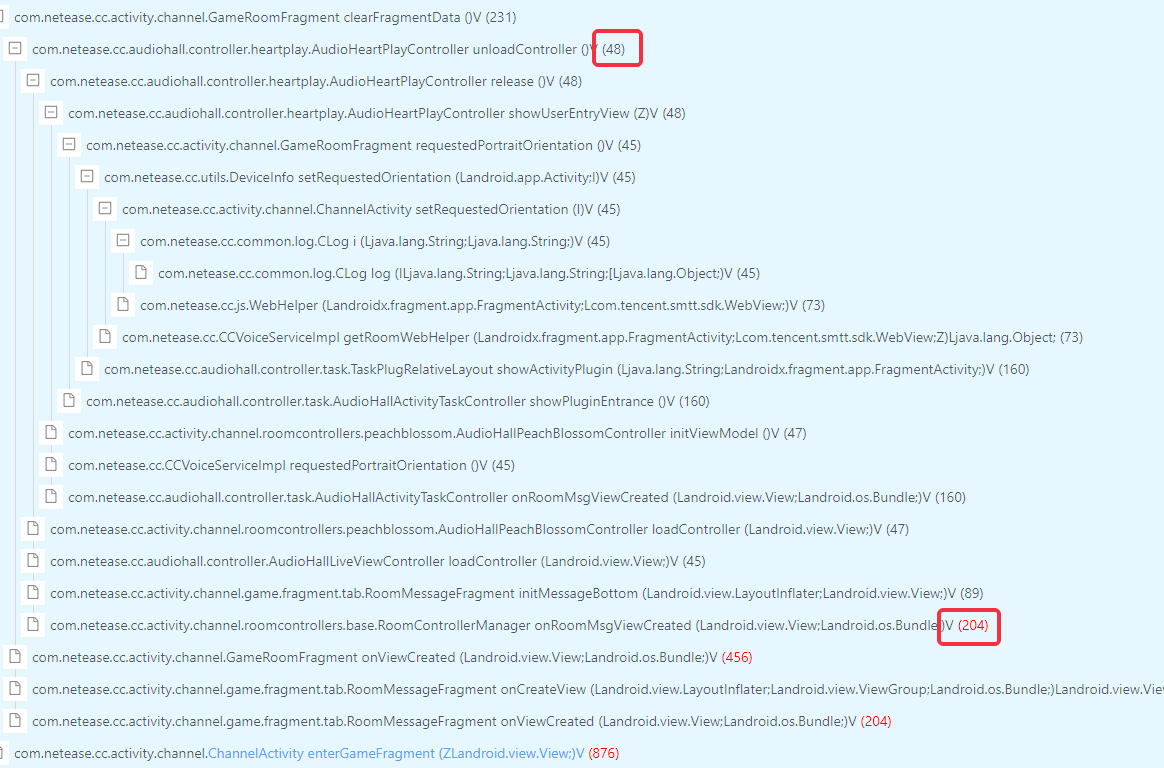 com.netease.cc.activity.channel.GameRoomFragment clearFragmentData ()V (231)
com.netease.cc.audiohall.controller.heartplay.AudioHeartPlayController unloadController ()V (48)
com.netease.cc.audiohall.controller.heartplay.AudioHeartPlayController release ()V (48)
com.netease.cc.audiohall.controller.heartplay.AudioHeartPlayController showUserEntryView (Z)V (48)
com.netease.cc.activity.channel.GameRoomFragment requestedPortraitOrientation ()V (45)
com.netease.cc.utils.DeviceInfo setRequestedOrientation (Landroid.app.Activity;I)V (45)
com.netease.cc.activity.channel.ChannelActivity setRequestedOrientation (I)V (45)
com.netease.cc.common.log.CLog i (Ljava.lang.String;Ljava.lang.String;)V (45)
com.netease.cc.common.log.CLog log (ILjava.lang.String;Ljava.lang.String;[Ljava.lang.Object;)V (45)
com.netease.cc.js.WebHelper (Landroidx.fragment.app.FragmentActivity;Lcom.tencent.smtt.sdk.WebView;)V (73)
com.netease.cc.CCVoiceServiceImpl getRoomWebHelper (Landroidx.fragment.app.FragmentActivity;Lcom.tencent.smtt.sdk.WebView;Z)Ljava.lang.Object; (73)
com.netease.cc.audiohall.controller.task.TaskPlugRelativeLayout showActivityPlugin (Ljava.lang.String;Landroidx.fragment.app.FragmentActivity;)V (160)
com.netease.cc.audiohall.controller.task.AudioHallActivityTaskController showPluginEntrance ()V (160)
com.netease.cc.activity.channel.roomcontrollers.peachblossom.AudioHallPeachBlossomController initViewModel ()V (47)
com.netease.cc.CCVoiceServiceImpl requestedPortraitOrientation ()V (45)
com.netease.cc.audiohall.controller.task.AudioHallActivityTaskController onRoomMsgViewCreated (Landroid.view.View;Landroid.os.Bundle;)V (160)
com.netease.cc.activity.channel.roomcontrollers.peachblossom.AudioHallPeachBlossomController loadController (Landroid.view.View;)V (47)
com.netease.cc.audiohall.controller.AudioHallLiveViewController loadController (Landroid.view.View;)V (45)
com.netease.cc.activity.channel.game.fragment.tab.RoomMessageFragment initMessageBottom (Landroid.view.LayoutInflater;Landroid.view.View;)V (89)
com.netease.cc.activity.channel.roomcontrollers.base.RoomControllerManager onRoomMsgViewCreated (Landroid.view.View;Landroid.os.Bundle;)V (204)
com.netease.cc.activity.channel.GameRoomFragment onViewCreated (Landroid.view.View;Landroid.os.Bundle;)V (456)
com.netease.cc.activity.channel.game.fragment.tab.RoomMessageFragment onCreateView (Landroid.view.LayoutInflater;Landroid.view.ViewGroup;Landroid.os.Bundle;)Landroid.view.Vie
com.netease.cc.activity.channel.game.fragment.tab.RoomMessageFragment onViewCreated (Landroid.view.View;Landroid.os.Bundle;)V (204)
com.netease.cc.activity.channel.ChannelActivity enterGameFragment (ZLandroid.view.View;)V (876)